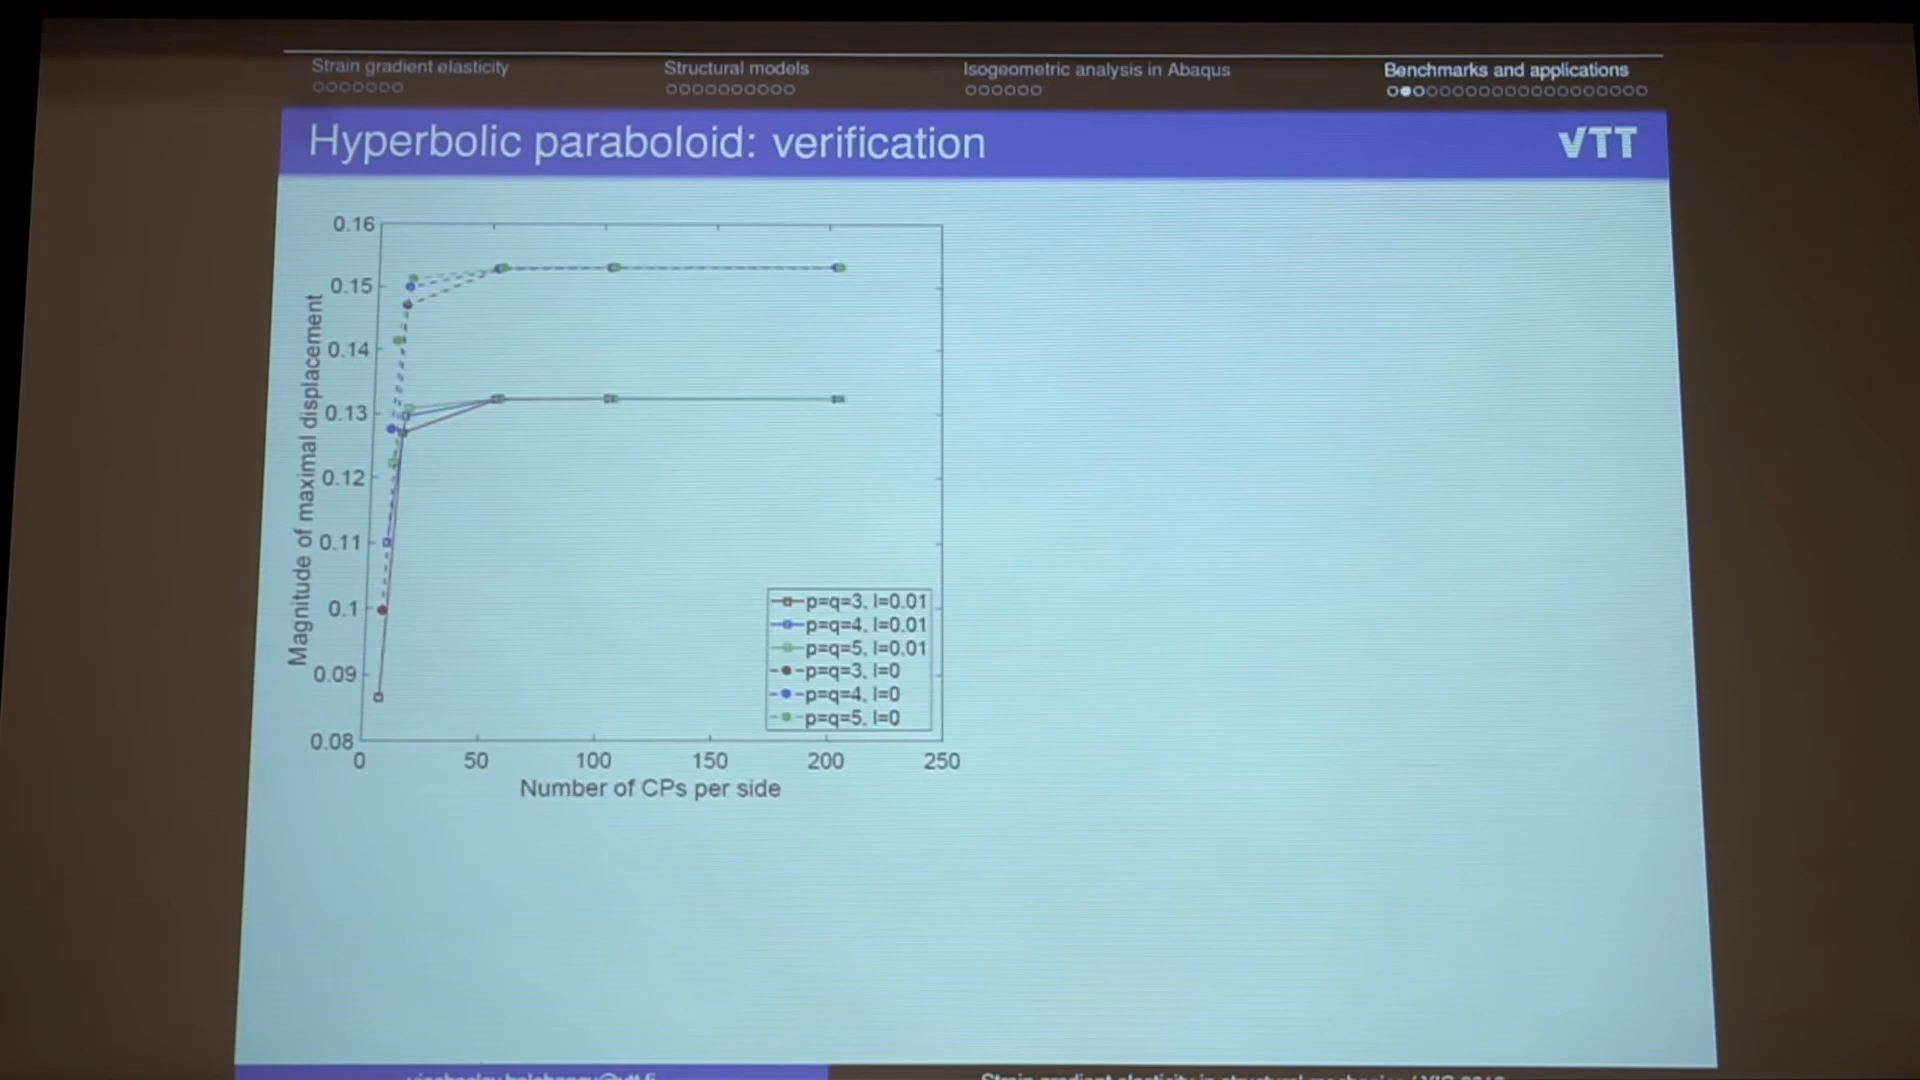 Strain gradient elasticity
Structural models
Isogeometric analysis in Abaqus
Benchmarks and applications
Hyperbolic paraboloid: verification
VTT
0.16
0.15
0.14
0.13
0.12
0.11
0.1
0.09
0.08
Magnitude of maximal displacement
0 50 100 150 200 250
Number of CPs per side
p=q=3, l=0.01
p=q=4, l=0.01
p=q=5, l=0.01
p=q=3, l=0
p=q=4, l=0
p=q=5, l=0